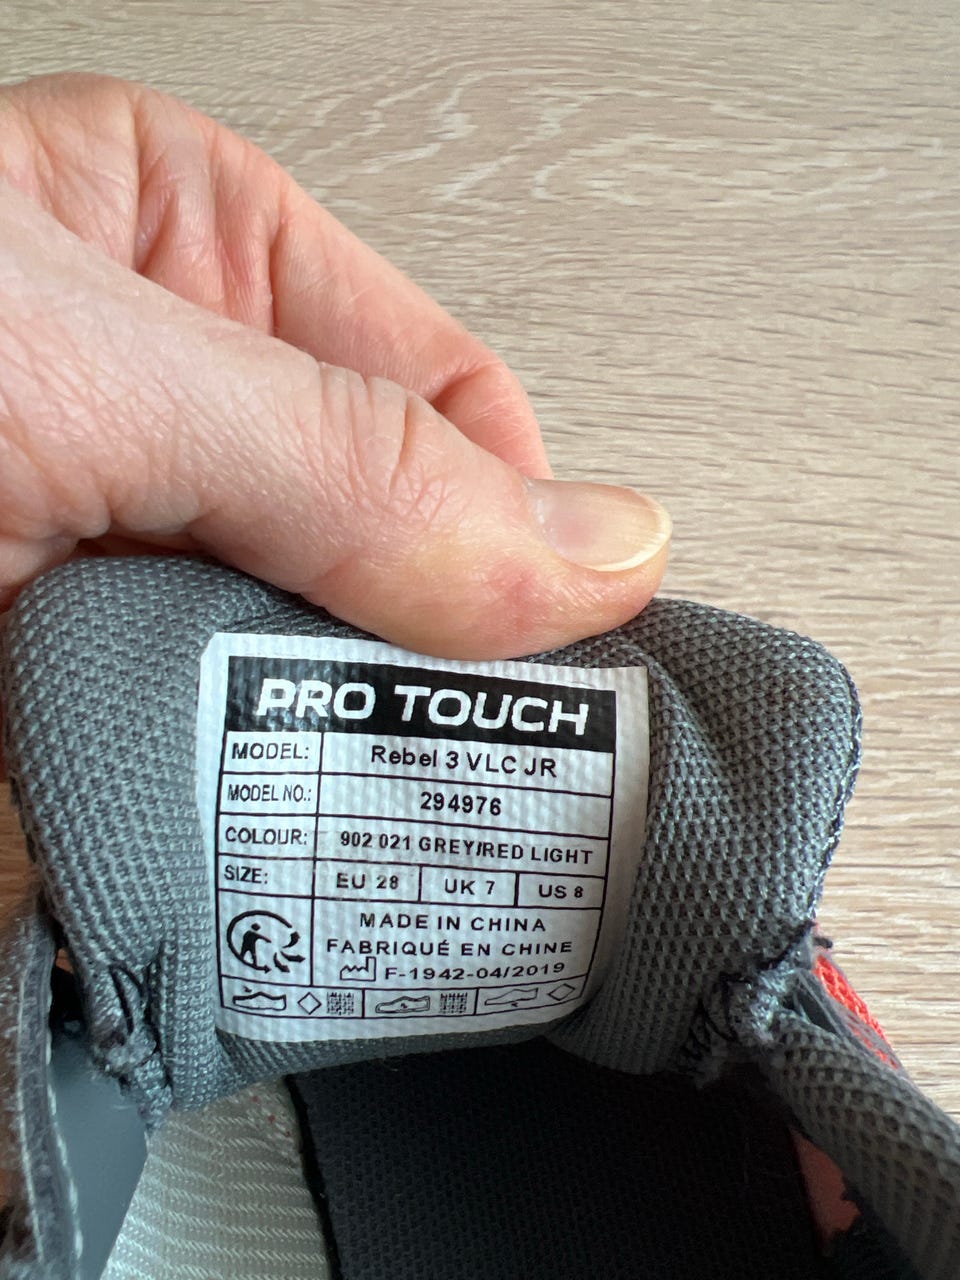 PRO TOUCH
MODEL: Rebel 3 VLC JR
MODEL NO.: 294976
COLOUR: 902 021 GREY/RED LIGHT
SIZE: EU 28 UK 7 US 8
MADE IN CHINA
FABRIQUÉ EN CHINE
F-1942-04/2019